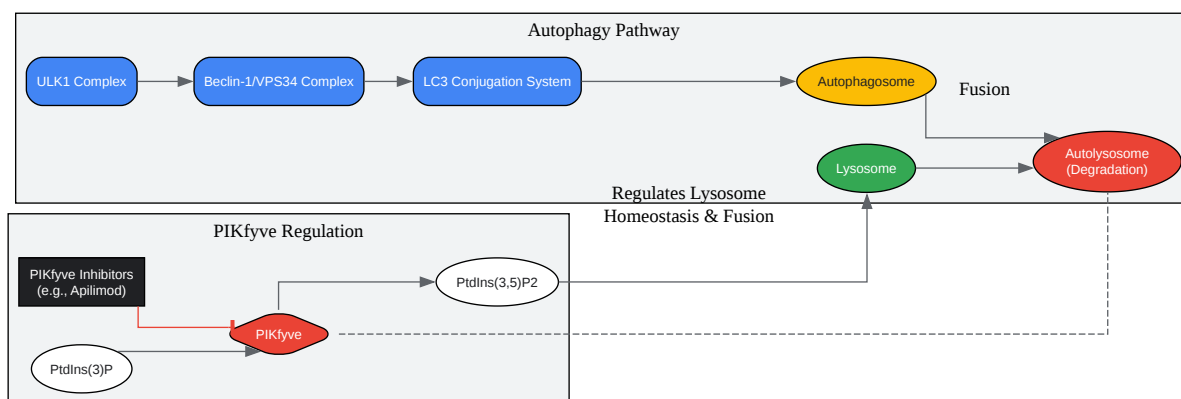 Autophagy Pathway
ULK1 Complex
Beclin-1/VPS34 Complex
LC3 Conjugation System
Autophagosome
Fusion
Lysosome
Autolysosome
(Degradation)
Regulates Lysosome
Homeostasis & Fusion
PIKfyve Regulation
PIKfyve Inhibitors
(e.g., Apilimod)
PtdIns(3,5)P2
PIKfyve
PtdIns(3)P